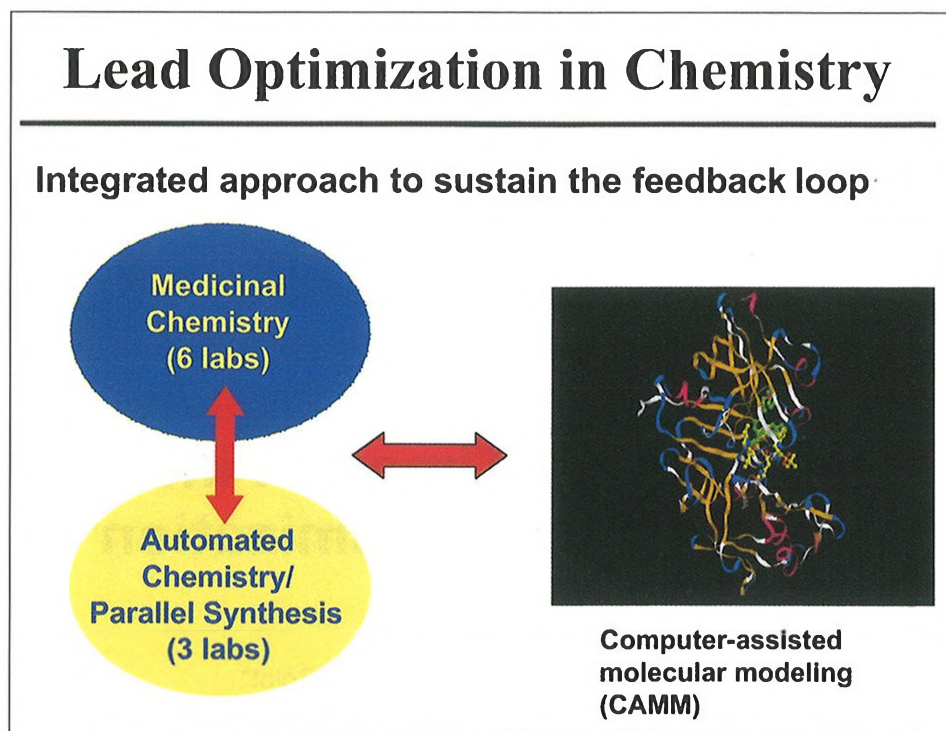 Lead Optimization in Chemistry
Integrated approach to sustain the feedback loop
Medicinal
Chemistry
(6 labs)
Automated
Chemistry/
Parallel Synthesis
(3 labs)
Computer-assisted
molecular modeling
(CAMM)